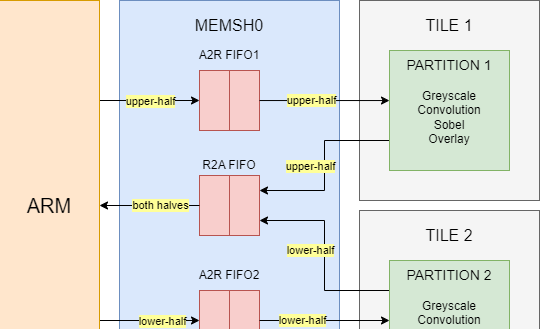 MEMSH0
TILE 1
A2R FIFO1
PARTITION 1
Greyscale
Convolution
Sobel
Overlay
upper-half
upper-half
R2A FIFO
upper-half
ARM
both halves
TILE 2
lower-half
A2R FIFO2
PARTITION 2
Greyscale
Convolution
lower-half
lower-half